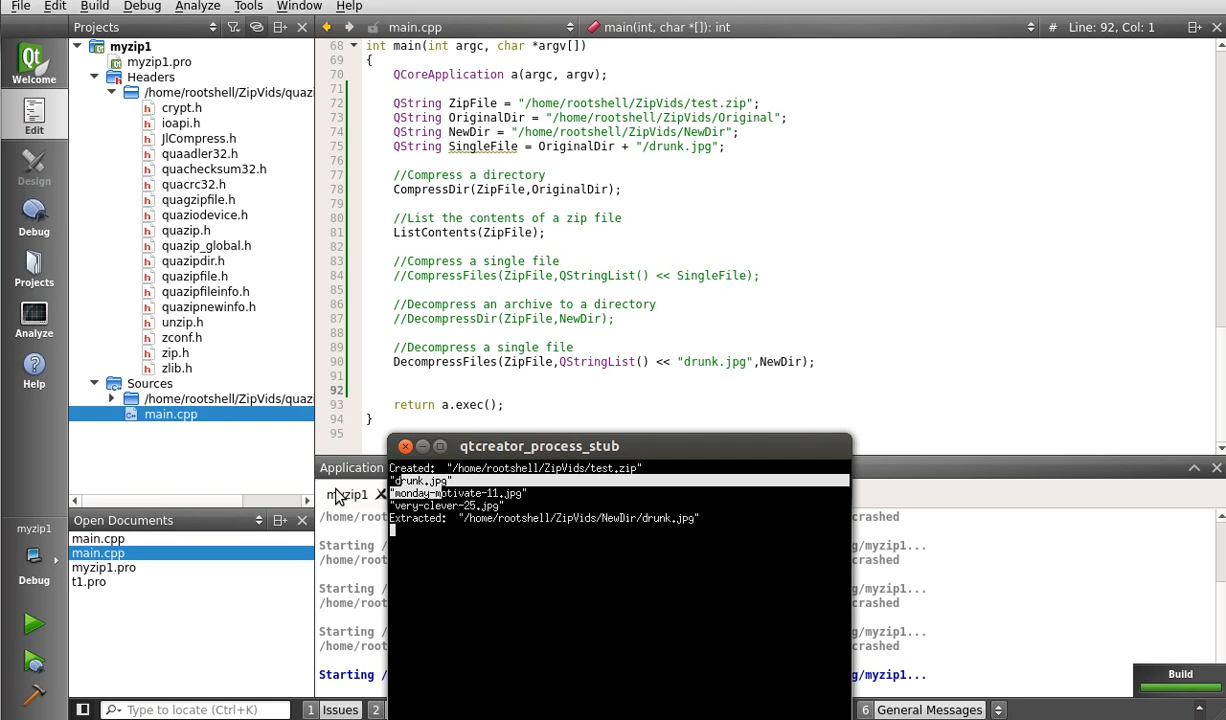 File Edit Build Debug Analyze Tools Window Help
Projects
main.cpp
main(int, char *[]): int
# Line: 92, Col: 1
Welcome
Edit
Design
Debug
Projects
Analyze
Help
myzip1
Debug
myzip1
myzip1.pro
Headers
/home/rootshell/ZipVids/quaz
crypt.h
ioapi.h
JlCompress.h
quaadler32.h
quachecksum32.h
quacrc32.h
quagzipfile.h
quaziodevice.h
quazip.h
quazip_global.h
quazipdir.h
quazipfile.h
quazipfileinfo.h
quazipnewinfo.h
unzip.h
zconf.h
zip.h
zlib.h
Sources
/home/rootshell/ZipVids/quaz
main.cpp
Open Documents
main.cpp
main.cpp
myzip1.pro
t1.pro
68 int main(int argc, char *argv[])
69 {
70 QCoreApplication a(argc, argv);
71
72 QString ZipFile = "/home/rootshell/ZipVids/test.zip";
73 QString OriginalDir = "/home/rootshell/ZipVids/Original";
74 QString NewDir = "/home/rootshell/ZipVids/NewDir";
75 QString SingleFile = OriginalDir + "/drunk.jpg";
76
77 //Compress a directory
78 CompressDir(ZipFile,OriginalDir);
79
80 //List the contents of a zip file
81 ListContents(ZipFile);
82
83 //Compress a single file
84 //CompressFiles(ZipFile,QStringList() << SingleFile);
85
86 //Decompress an archive to a directory
87 //DecompressDir(ZipFile,NewDir);
88
89 //Decompress a single file
90 DecompressFiles(ZipFile,QStringList() << "drunk.jpg",NewDir);
91
92
93 return a.exec();
94 }
95
Application
myzip1
/home/root crashed
Starting / g/myzip1...
/home/root crashed
Starting / g/myzip1...
/home/root crashed
Starting / g/myzip1...
/home/root crashed
Starting / g/myzip1...
qtcreator_process_stub
Created: "/home/rootshell/ZipVids/test.zip"
"drunk.jpg"
"monday-motivate-11.jpg"
"very-clever-25.jpg"
Extracted: "/home/rootshell/ZipVids/NewDir/drunk.jpg"
Build
Type to locate (Ctrl+K)
1 Issues
2
6 General Messages